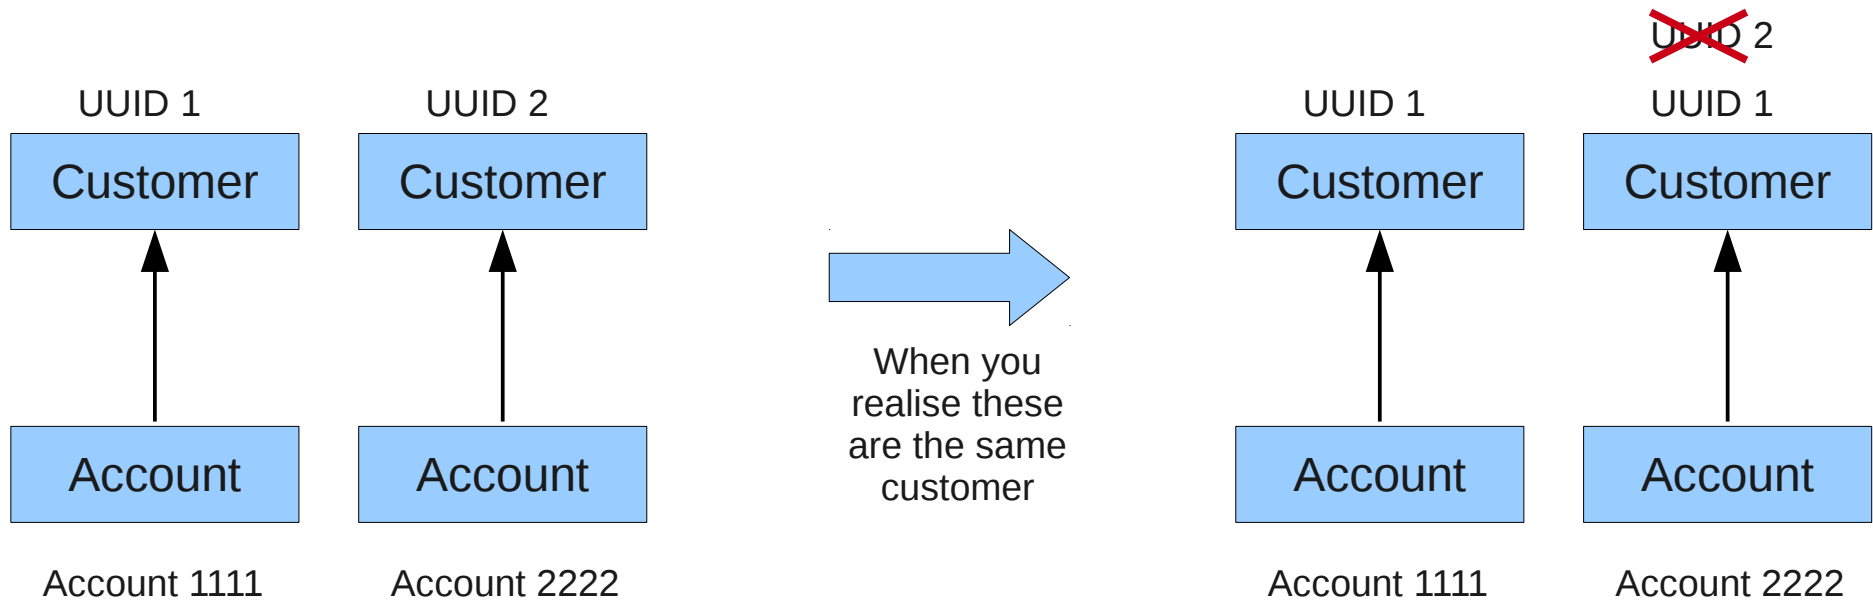 UUID 2
UUID 1
UUID 2
UUID 1
UUID 1
Customer
Customer
Customer
Customer
When you
realise these
are the same
customer
Account
Account
Account
Account
Account 1111
Account 2222
Account 1111
Account 2222